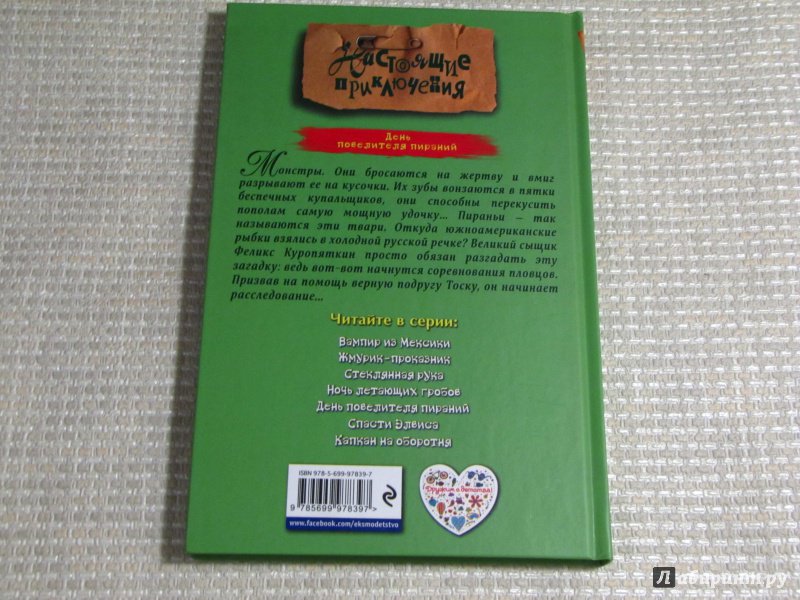 Настоящие
приключения
День
повелителя пираний
Монстры. Они бросаются на жертву и вмиг
разрывают ее на кусочки. Их зубы вонзаются в пятки
беспечных купальщиков, они способны перекусить
пополам самую мощную удочку... Пираньи – так
называются эти твари. Откуда южноамериканские
рыбки взялись в холодной русской речке? Великий сыщик
Феликс Куропяткин просто обязан разгадать эту
загадку: ведь вот-вот начнутся соревнования пловцов.
Призвав на помощь верную подругу Тоску, он начинает
расследование...
Читайте в серии:
Вампир из Мексики
Жмурик-проказник
Стеклянная рука
Ночь летающих гробов
День повелителя пираний
Спасти Элвиса
Капкан на оборотня
ISBN 978-5-699-97839-7
9 785699 978397 >
www.facebook.com/eksmodetstvo
Дружим с детства!
Лабиринт.ру